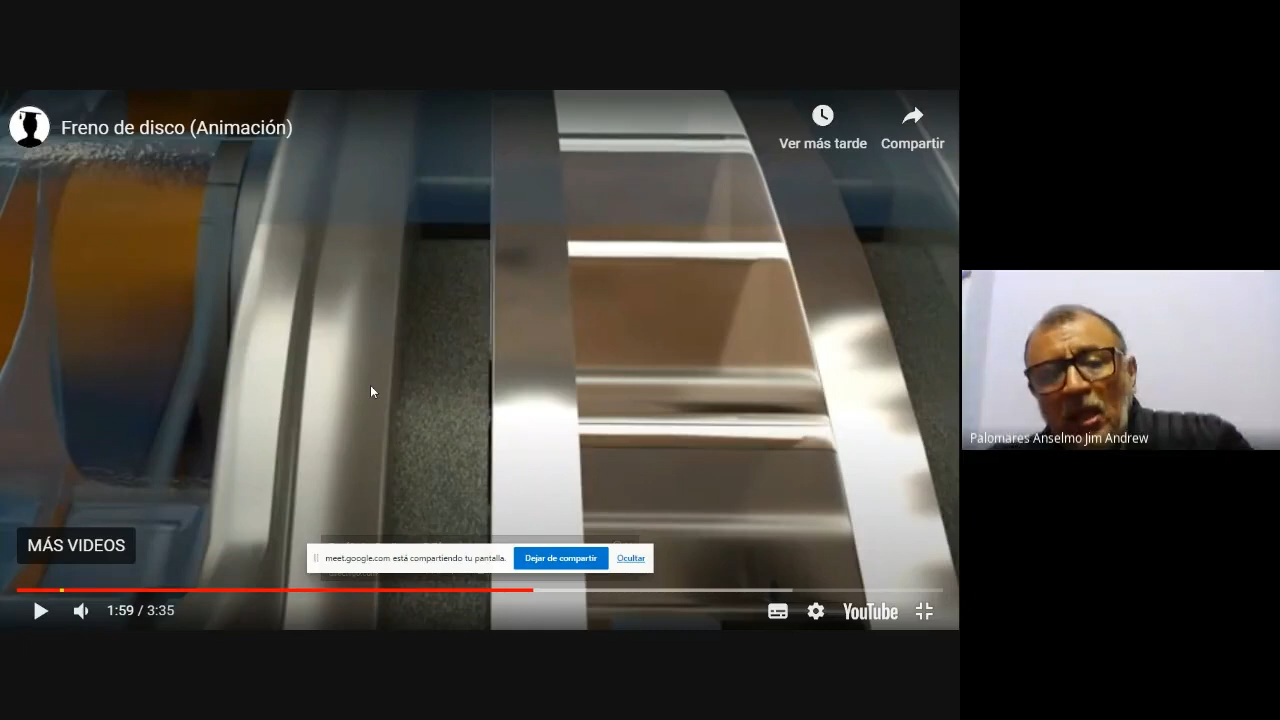 Freno de disco (Animación)
Ver más tarde
Compartir
Palomares Anselmo Jim Andrew
MÁS VIDEOS
meet.google.com está compartiendo tu pantalla.
Dejar de compartir
Ocultar
1:59 / 3:35
YouTube